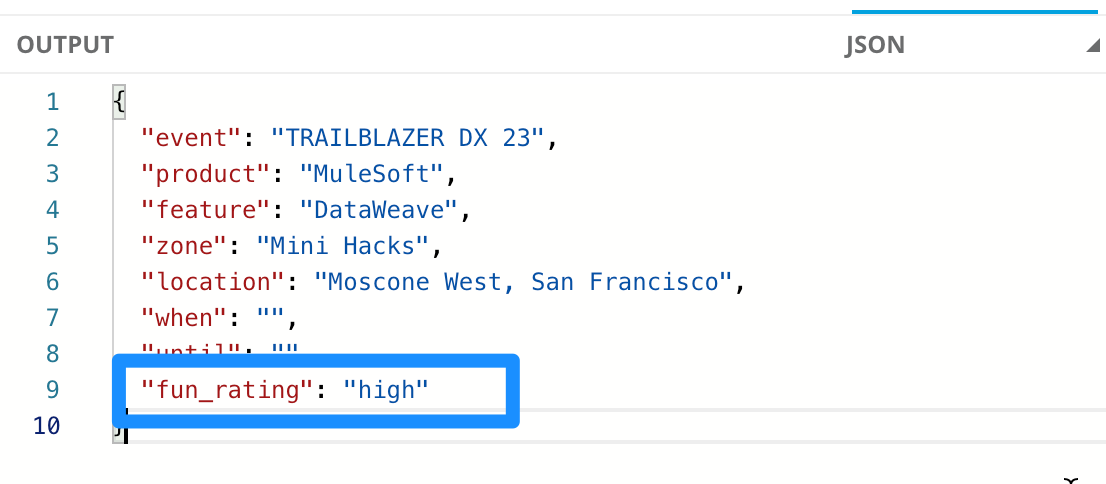 OUTPUT JSON
1 {
2 "event": "TRAILBLAZER DX 23",
3 "product": "MuleSoft",
4 "feature": "DataWeave",
5 "zone": "Mini Hacks",
6 "location": "Moscone West, San Francisco",
7 "when": "",
8 "until": ""
9 "fun_rating": "high"
10 }